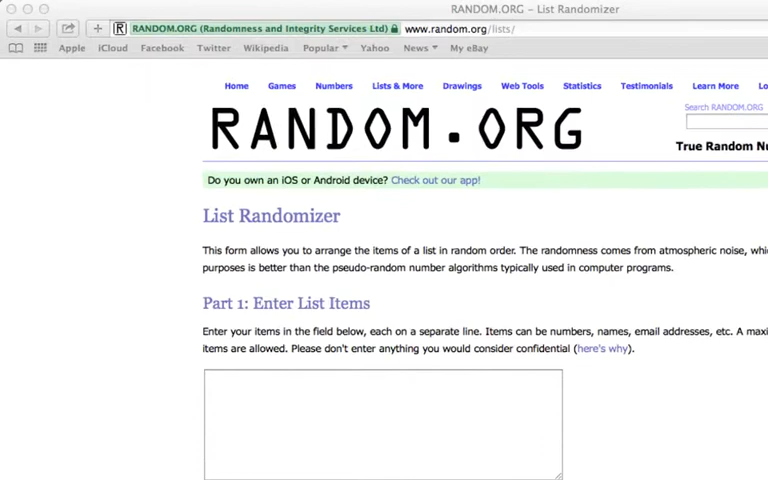 RANDOM.ORG – List Randomizer
RANDOM.ORG (Randomness and Integrity Services Ltd) www.random.org/lists/
Apple iCloud Facebook Twitter Wikipedia Popular Yahoo News My eBay
Home Games Numbers Lists & More Drawings Web Tools Statistics Testimonials Learn More
RANDOM.ORG
Search RANDOM.ORG
True Random
Do you own an iOS or Android device? Check out our app!
List Randomizer
This form allows you to arrange the items of a list in random order. The randomness comes from atmospheric noise,
purposes is better than the pseudo-random number algorithms typically used in computer programs.
Part 1: Enter List Items
Enter your items in the field below, each on a separate line. Items can be numbers, names, email addresses, etc. A
items are allowed. Please don't enter anything you would consider confidential (here's why).